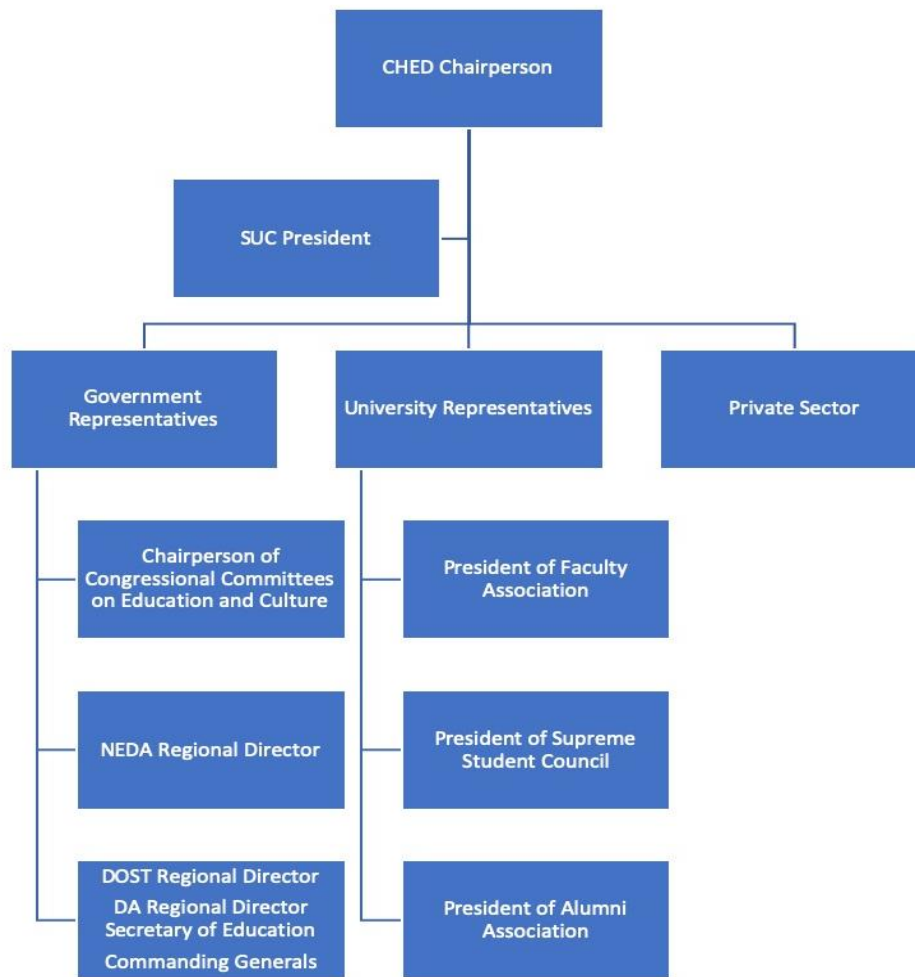 CHED Chairperson
SUC President
Government
Representatives
University Representatives
Private Sector
Chairperson of
Congressional Committees
on Education and Culture
President of Faculty
Association
NEDA Regional Director
President of Supreme
Student Council
DOST Regional Director
DA Regional Director
Secretary of Education
Commanding Generals
President of Alumni
Association